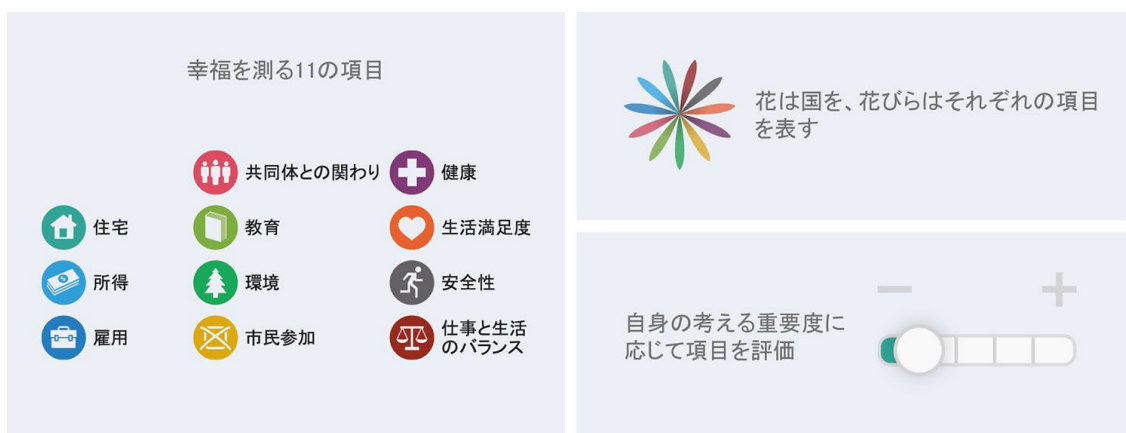 幸福を測る11の項目
住宅
所得
雇用
共同体との関わり
教育
環境
市民参加
健康
生活満足度
安全性
仕事と生活
のバランス
花は国を、花びらはそれぞれの項目
を表す
自身の考える重要度に
応じて項目を評価